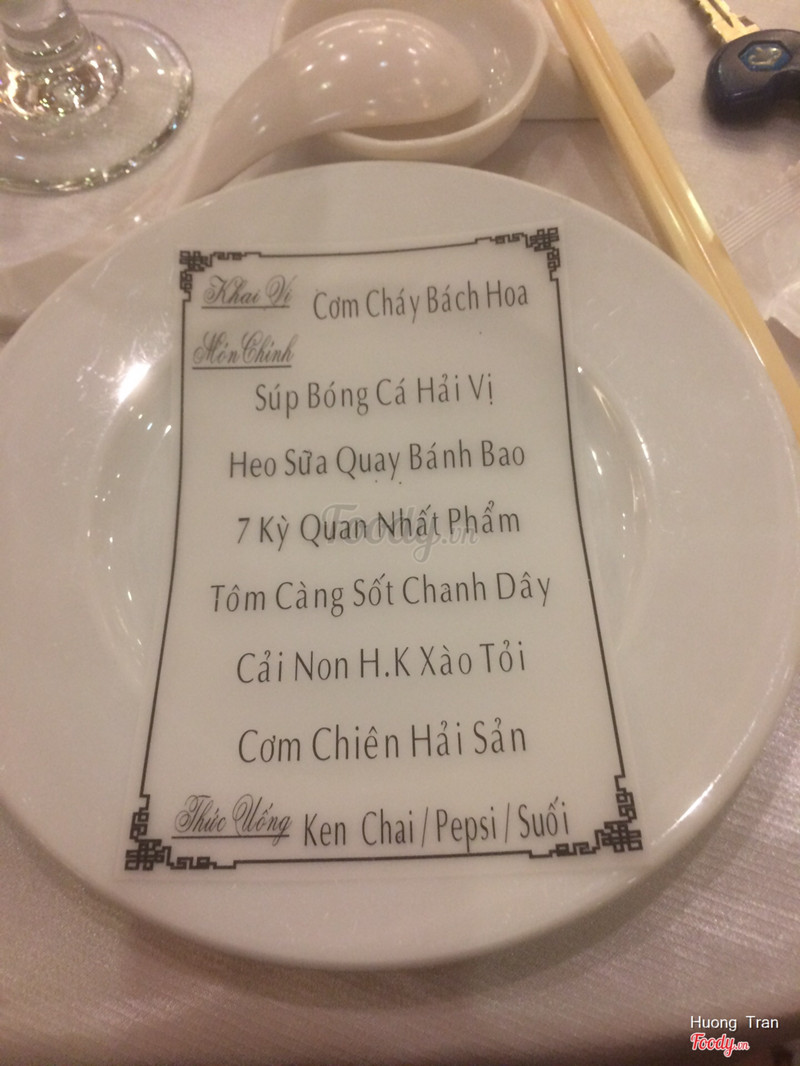 Khai Vị Cơm Cháy Bách Hoa
Món Chính
Súp Bóng Cá Hải Vị
Heo Sữa Quay Bánh Bao
7 Kỳ Quan Nhất Phẩm
Tôm Càng Sốt Chanh Dây
Cải Non H.K Xào Tỏi
Cơm Chiên Hải Sản
Thức Uống Ken Chai / Pepsi / Suối
Foody.vn
Huong Tran
Foody.vn